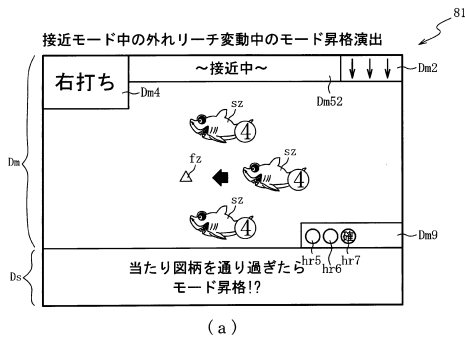 81
接近モード中の外れリーチ変動中のモード昇格演出
右打ち
～接近中～
Dm2
Dm4
Dm52
sz
4
Dm
fz
sz
4
sz
4
確
Dm9
hr5 hr6 hr7
Ds
当たり図柄を通り過ぎたら
モード昇格!?
(a)